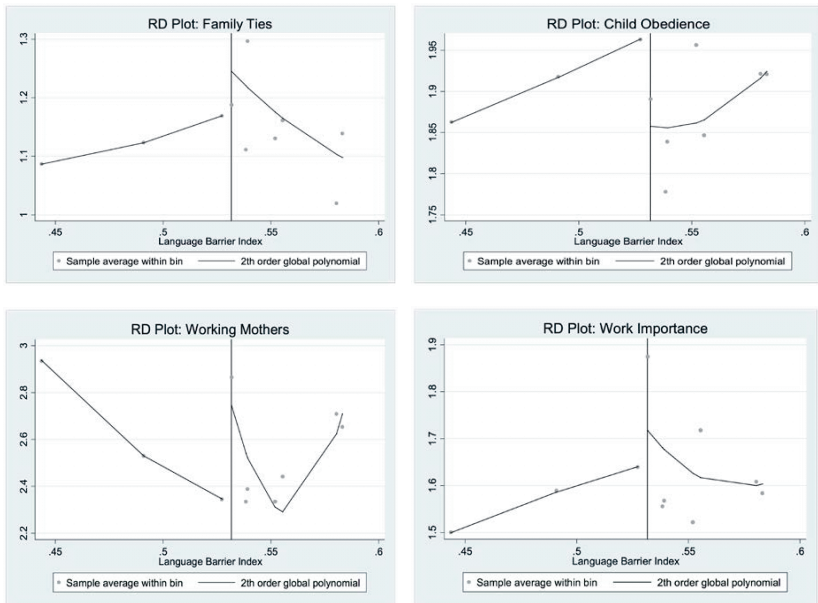 RD Plot: Family Ties
1.3
1.2
1.1
1
.45
.5
.55
.6
Language Barrier Index
Sample average within bin
2th order global polynomial
RD Plot: Child Obedience
1.95
1.9
1.85
1.8
1.75
.45
.5
.55
.6
Language Barrier Index
Sample average within bin
2th order global polynomial
RD Plot: Working Mothers
3
2.8
2.6
2.4
2.2
.45
.5
.55
.6
Language Barrier Index
Sample average within bin
2th order global polynomial
RD Plot: Work Importance
1.9
1.8
1.7
1.6
1.5
.45
.5
.55
.6
Language Barrier Index
Sample average within bin
2th order global polynomial